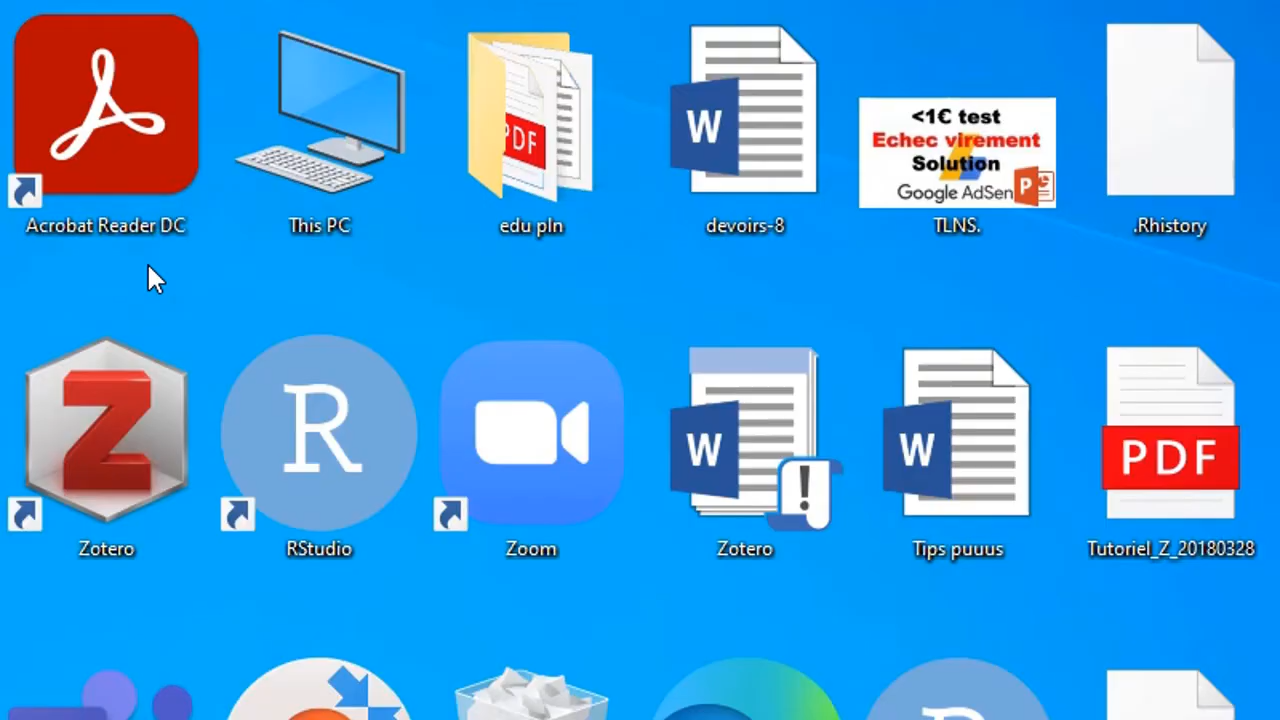 <1€ test
Echec virement
Solution
Google AdSen
P
W
PDF
Acrobat Reader DC
This PC
edu pln
devoirs-8
TLNS.
.Rhistory
Z
R
W
W
PDF
Zotero
RStudio
Zoom
Zotero
Tips puuus
Tutoriel_Z_20180328
R